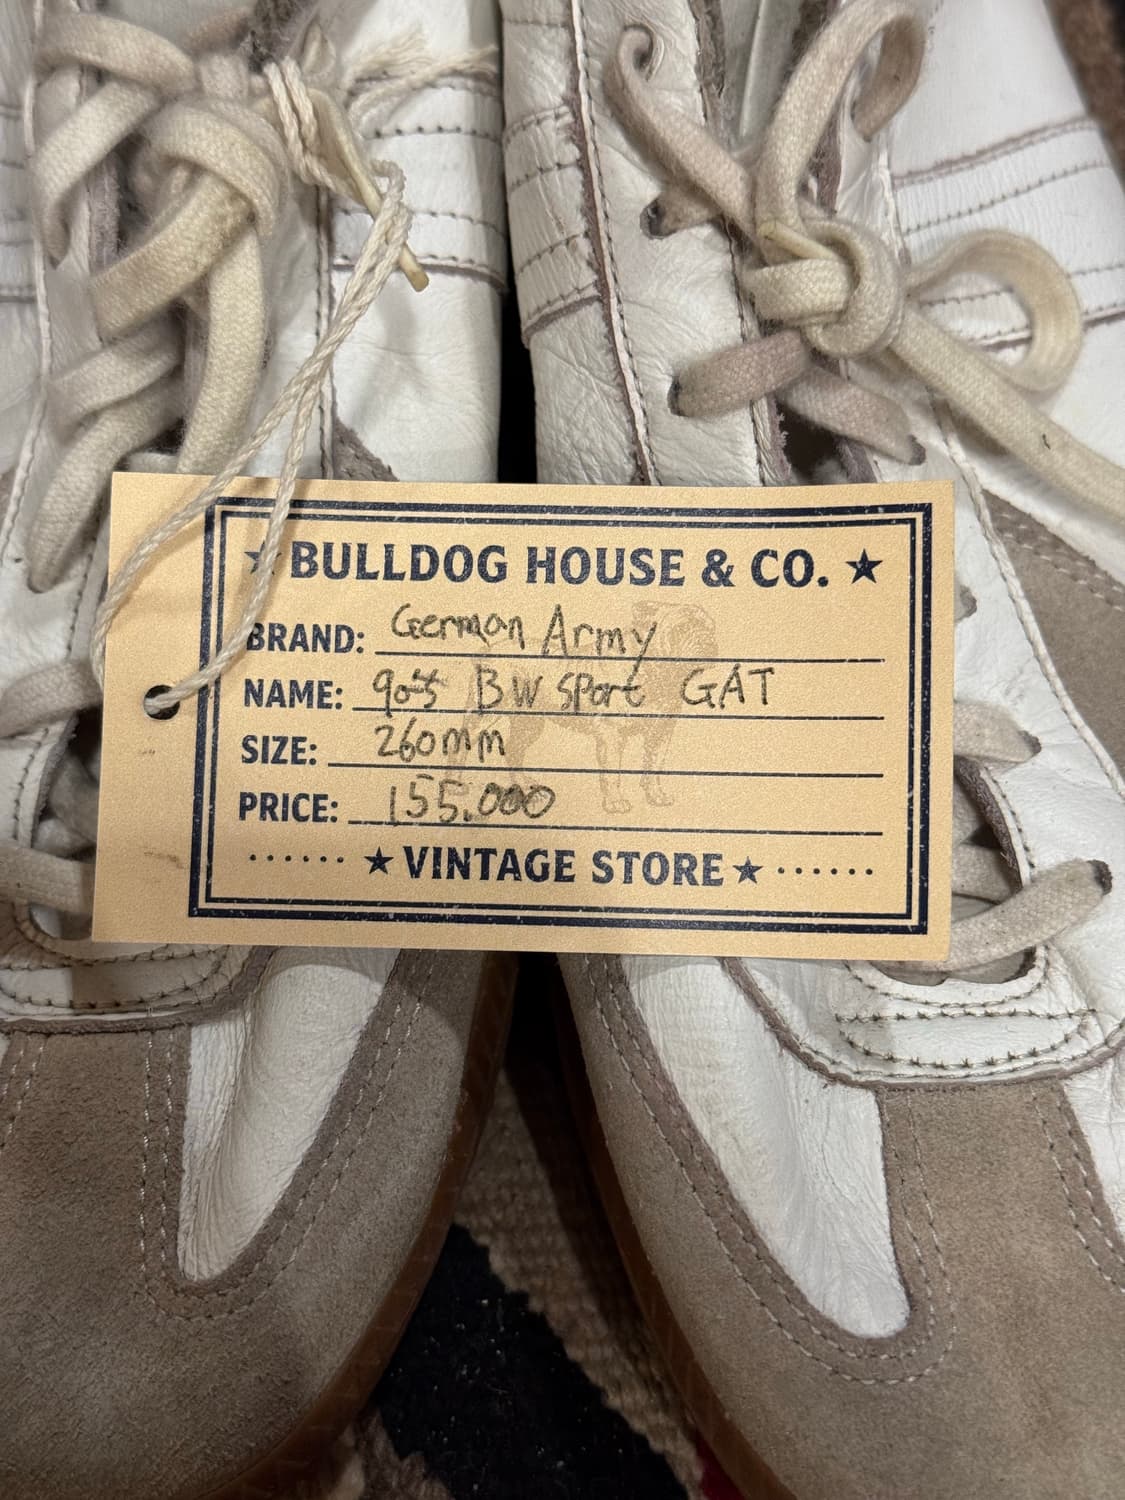 ★ BULLDOG HOUSE & CO. ★
BRAND: German Army
NAME: 90's BW Sport GAT
SIZE: 260mm
PRICE: 155.000
······ ★ VINTAGE STORE ★ ······